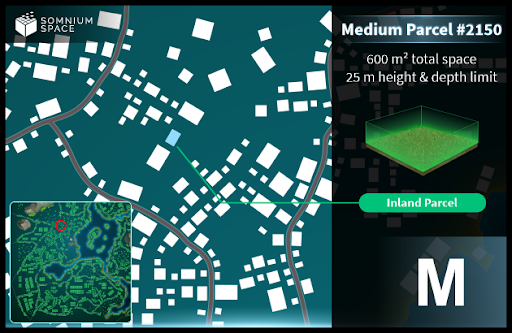 SOMNIUM
SPACE
Medium Parcel #2150
600 m² total space
25 m height & depth limit
Inland Parcel
M